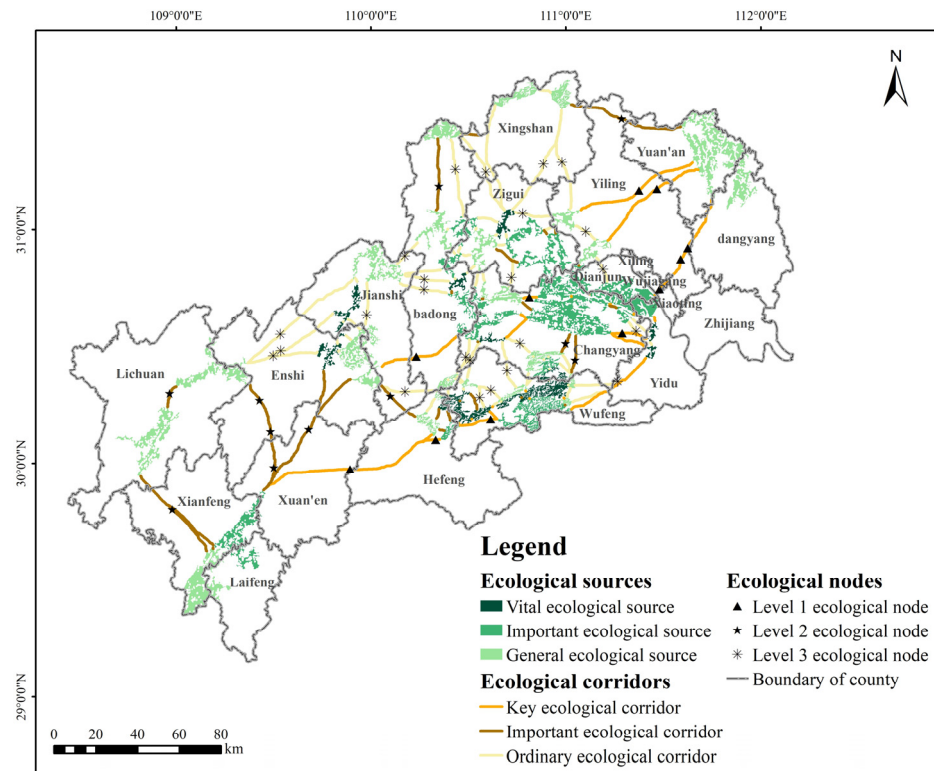 109°0'0"E
110°0'0"E
111°0'0"E
112°0'0"E
N
Xingshan
Yuan'an
Zigui
Yiling
31°0'0"N
dangyang
Xiling
Dianjun
Wujiagang
Jianshi
Xiaoting
badong
Zhijiang
Changyang
Lichuan
Enshi
Yidu
Wufeng
30°0'0"N
Hefeng
Xianfeng
Xuan'en
Laifeng
29°0'0"N
Legend
Ecological sources
Vital ecological source
Important ecological source
General ecological source
Ecological corridors
Key ecological corridor
Important ecological corridor
Ordinary ecological corridor
Ecological nodes
Level 1 ecological node
Level 2 ecological node
Level 3 ecological node
Boundary of county
0 10 20 40 60 80
km